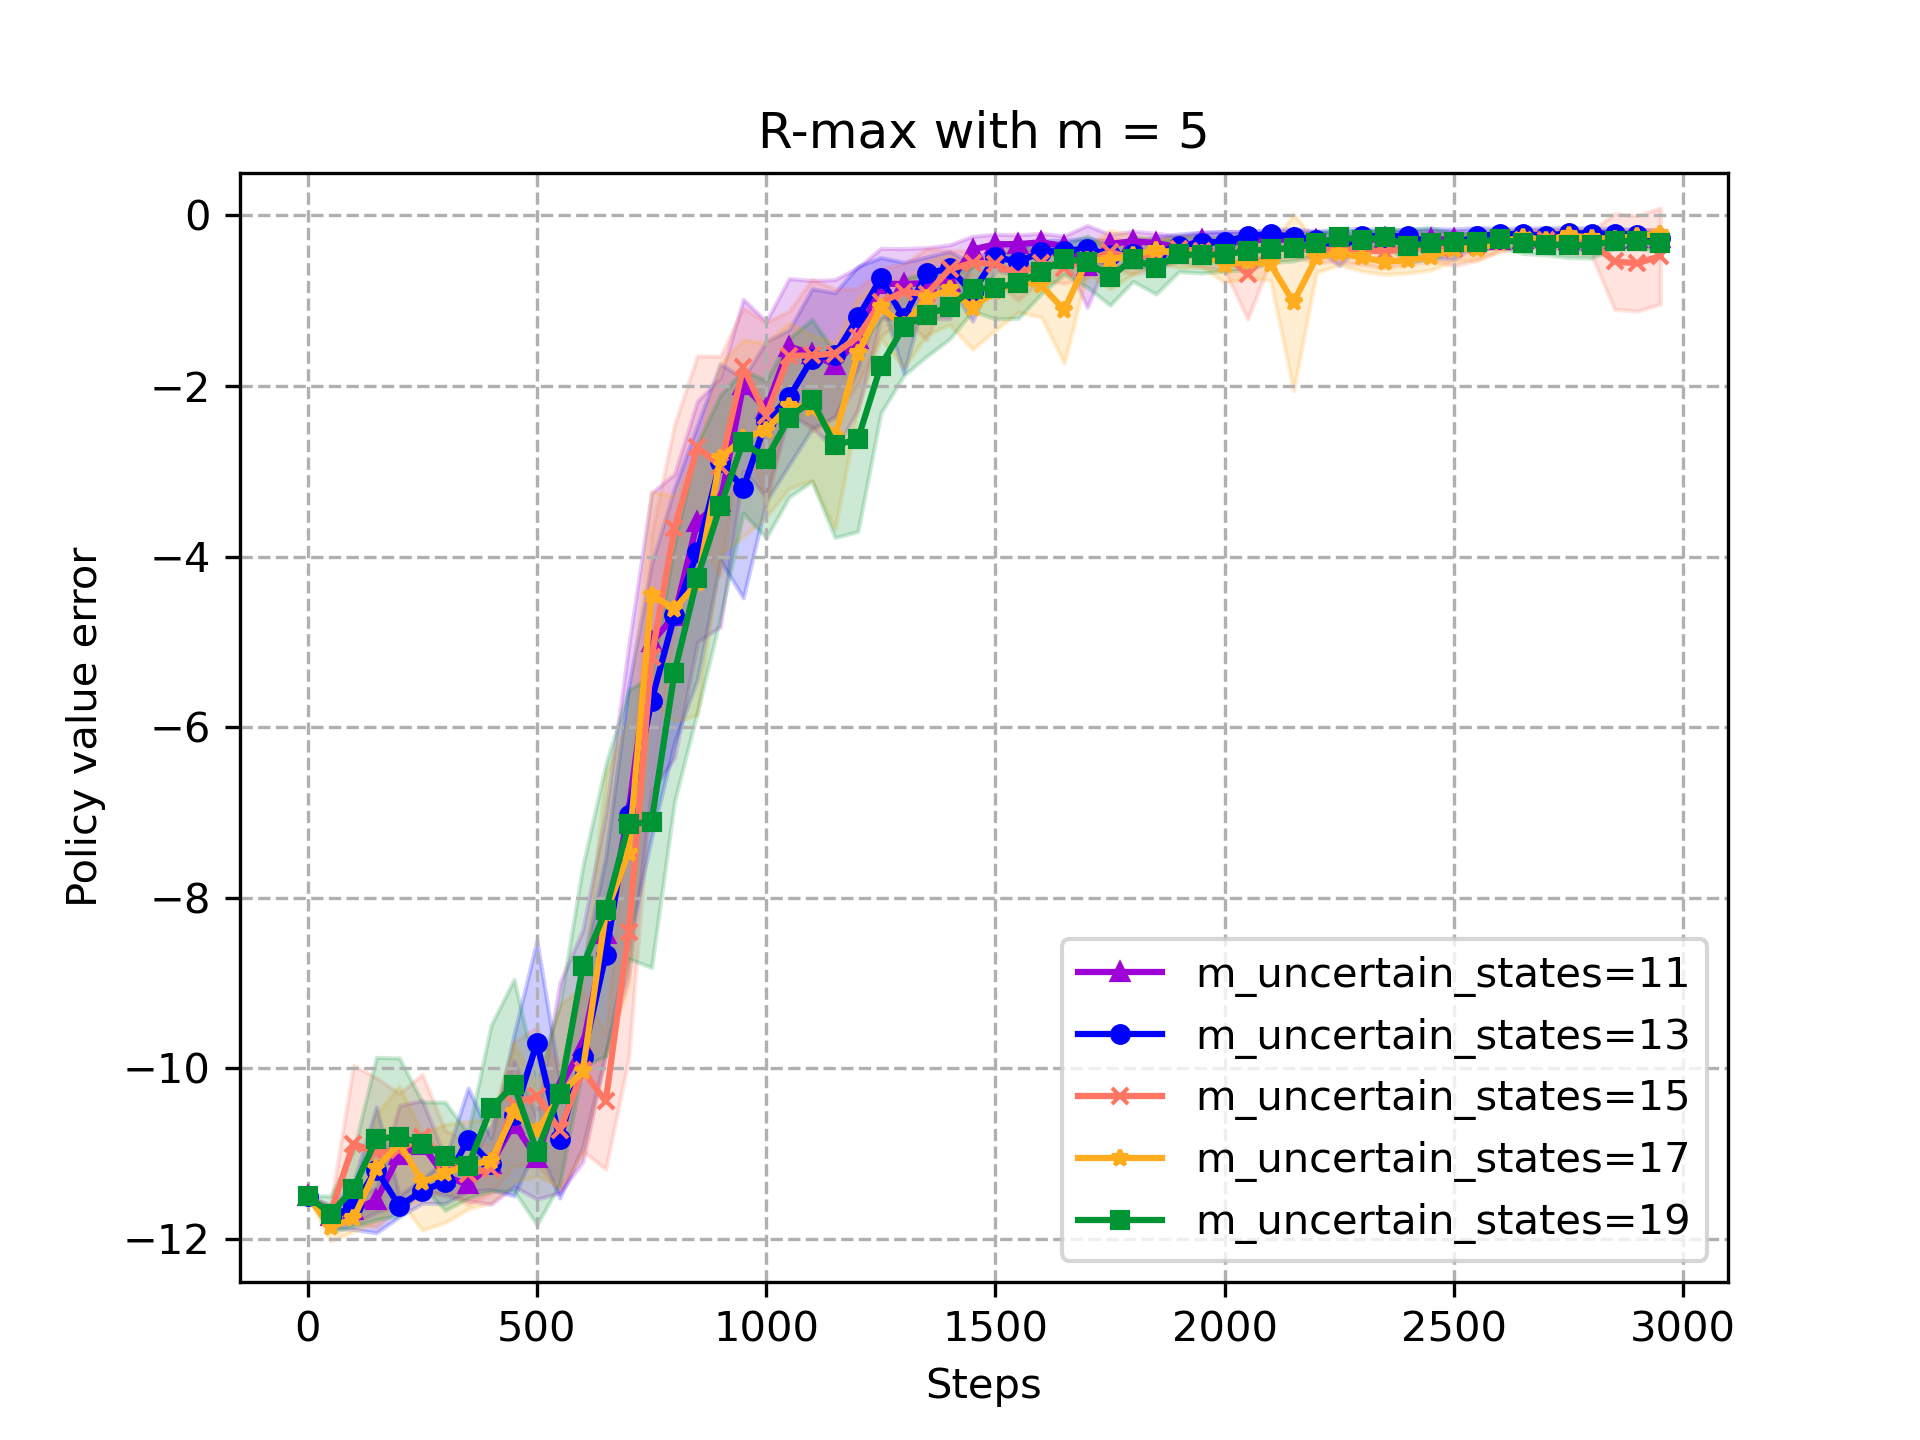 R-max with m = 5
Policy value error
0
−2
−4
−6
−8
−10
−12
m_uncertain_states=11
m_uncertain_states=13
m_uncertain_states=15
m_uncertain_states=17
m_uncertain_states=19
0 500 1000 1500 2000 2500 3000
Steps